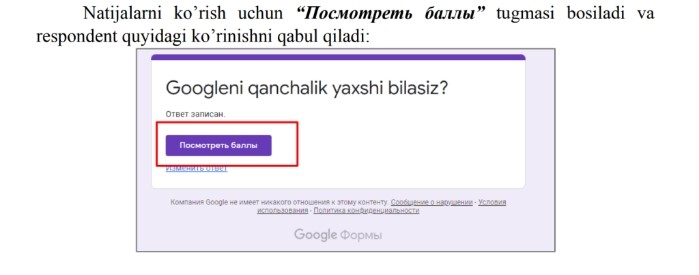 Natijalarni ko’rish uchun “Посмотреть баллы” tugmasi bosiladi va
respondent quyidagi ko’rinishni qabul qiladi:
Googleni qanchalik yaxshi bilasiz?
Ответ записан.
Посмотреть баллы
Изменить ответ
Компания Google не имеет никакого отношения к этому контенту. Сообщение о нарушении - Условия
использования - Политика конфиденциальности
Google Формы